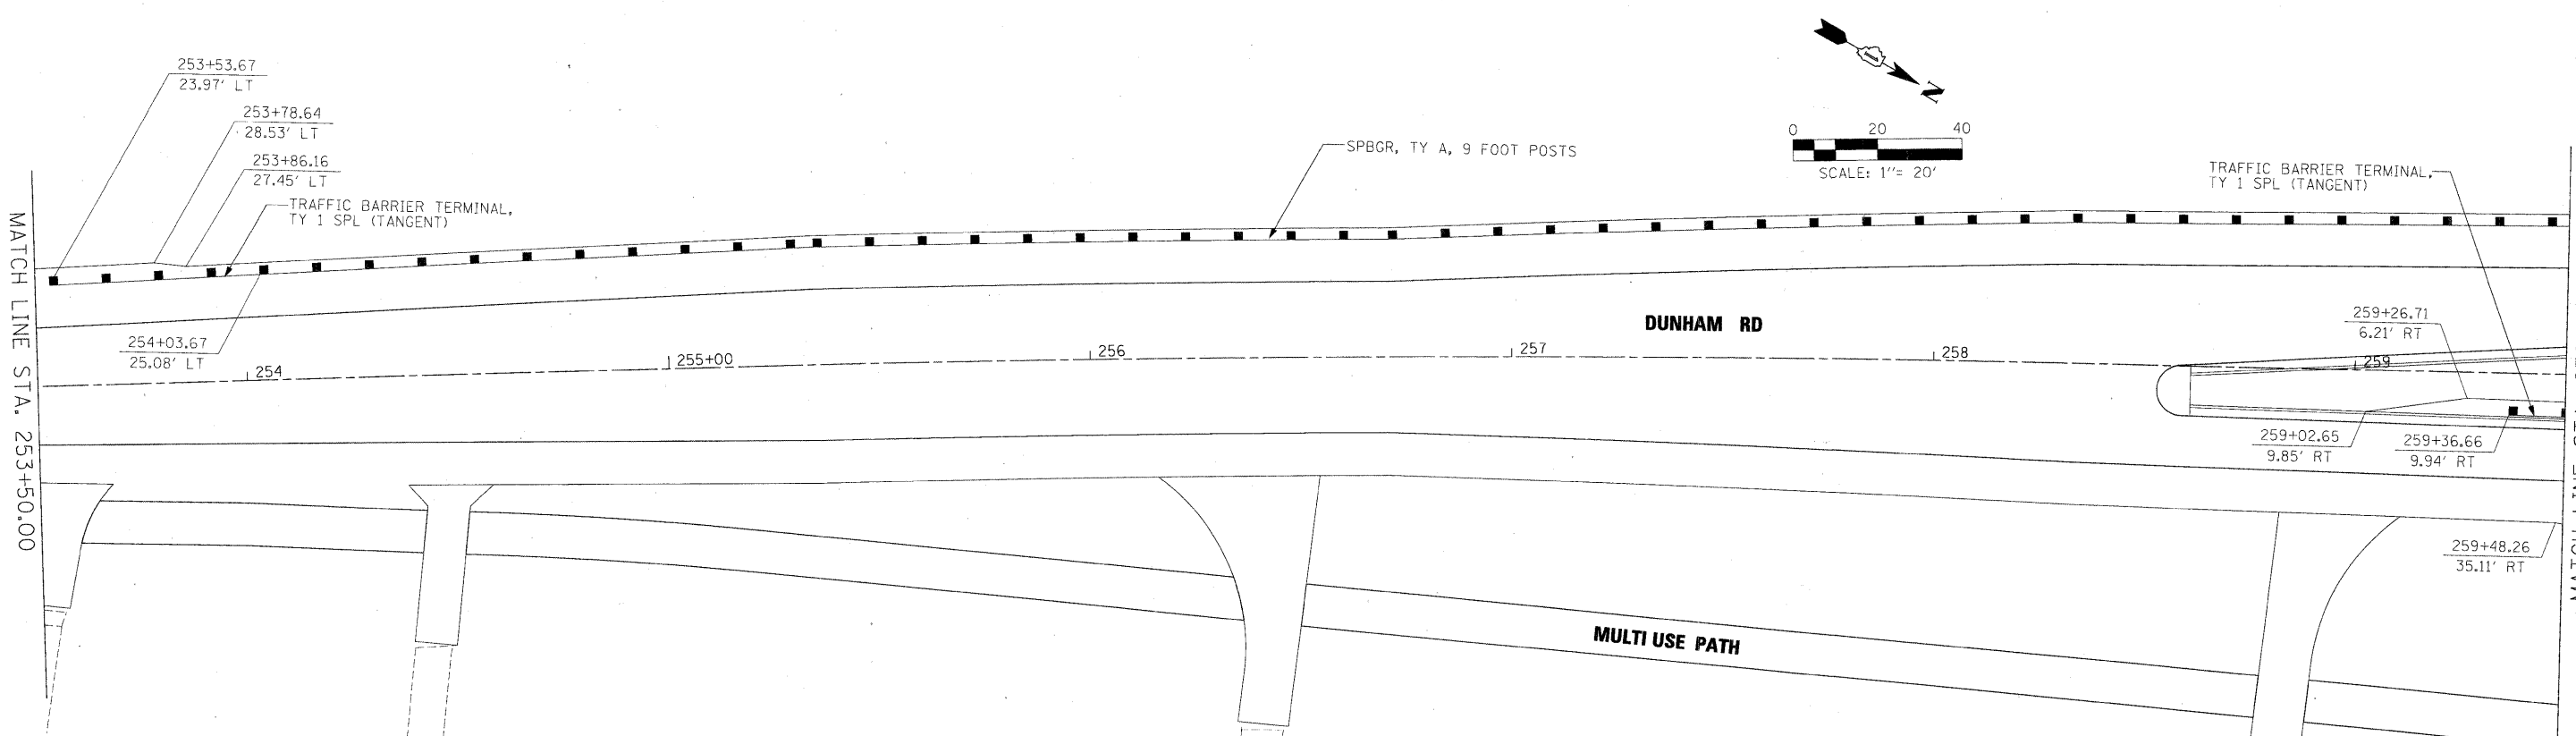 253+53.67
23.97' LT
253+78.64
28.53' LT
253+86.16
27.45' LT
TRAFFIC BARRIER TERMINAL,
TY 1 SPL (TANGENT)
SPBGR, TY A, 9 FOOT POSTS
N
0 20 40
SCALE: 1"= 20'
TRAFFIC BARRIER TERMINAL,
TY 1 SPL (TANGENT)
MATCH LINE STA. 253+50.00
254+03.67
25.08' LT
DUNHAM RD
259+26.71
6.21' RT
254
255+00
256
257
258
259
259+02.65
9.85' RT
259+36.66
9.94' RT
259+48.26
35.11' RT
MULTI USE PATH